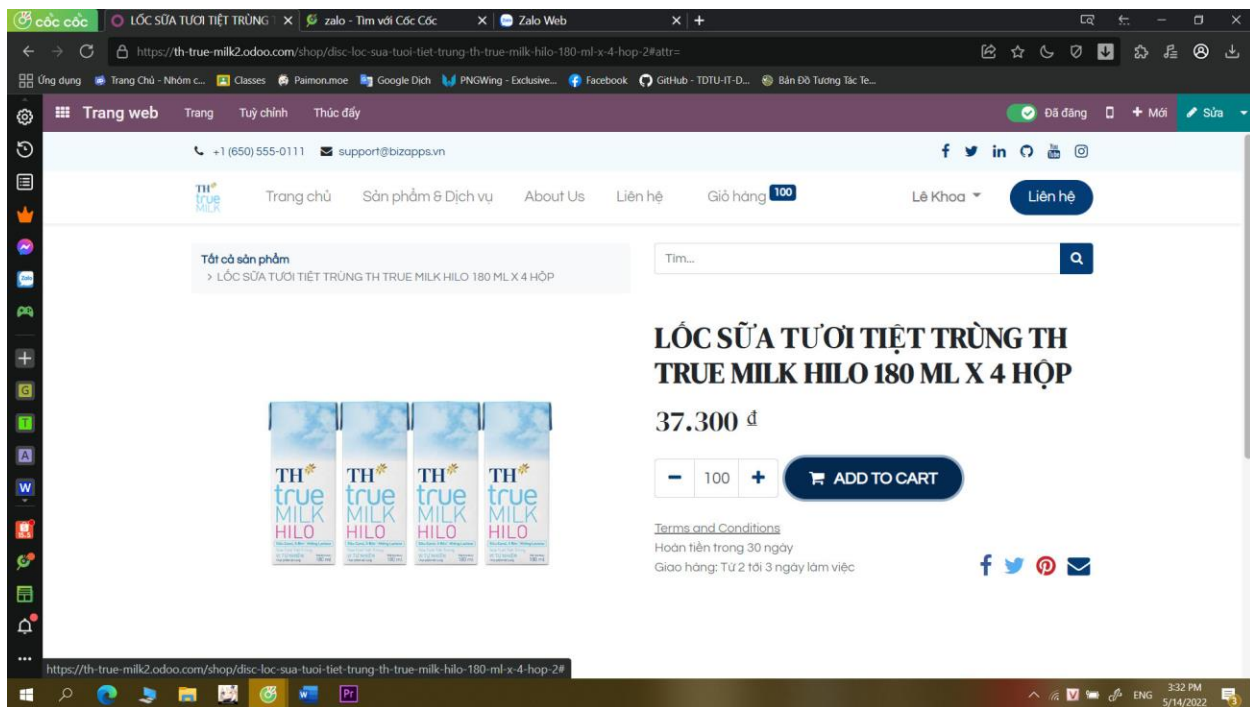 cốc cốc
LỐC SỮA TƯƠI TIỆT TRÙNG T
zalo - Tìm với Cốc Cốc
Zalo Web
https://th-true-milk2.odoo.com/shop/disc-loc-sua-tuoi-tiet-trung-th-true-milk-hilo-180-ml-x-4-hop-2#attr=
Ứng dụng
Trang Chủ - Nhóm c...
Classes
Paimon.moe
Google Dịch
PNGWing - Exclusive...
Facebook
GitHub - TDTU-IT-D...
Bản Đồ Tương Tác Te...
Trang web
Trang
Tuỳ chỉnh
Thúc đẩy
Đã đăng
+ Mới
Sửa
+1 (650) 555-0111
support@bizapps.vn
TH
true
MILK
Trang chủ
Sản phẩm & Dịch vụ
About Us
Liên hệ
Giỏ hàng 100
Lê Khoa
Liên hệ
Tất cả sản phẩm
> LỐC SỮA TƯƠI TIỆT TRÙNG TH TRUE MILK HILO 180 ML X 4 HỘP
Tìm...
LỐC SỮA TƯƠI TIỆT TRÙNG TH
TRUE MILK HILO 180 ML X 4 HỘP
37.300 ₫
100
ADD TO CART
Terms and Conditions
Hoàn tiền trong 30 ngày
Giao hàng: Từ 2 tới 3 ngày làm việc
TH TH TH TH
true true true true
MILK MILK MILK MILK
HILO HILO HILO HILO
https://th-true-milk2.odoo.com/shop/disc-loc-sua-tuoi-tiet-trung-th-true-milk-hilo-180-ml-x-4-hop-2#
ENG
3:32 PM
5/14/2022